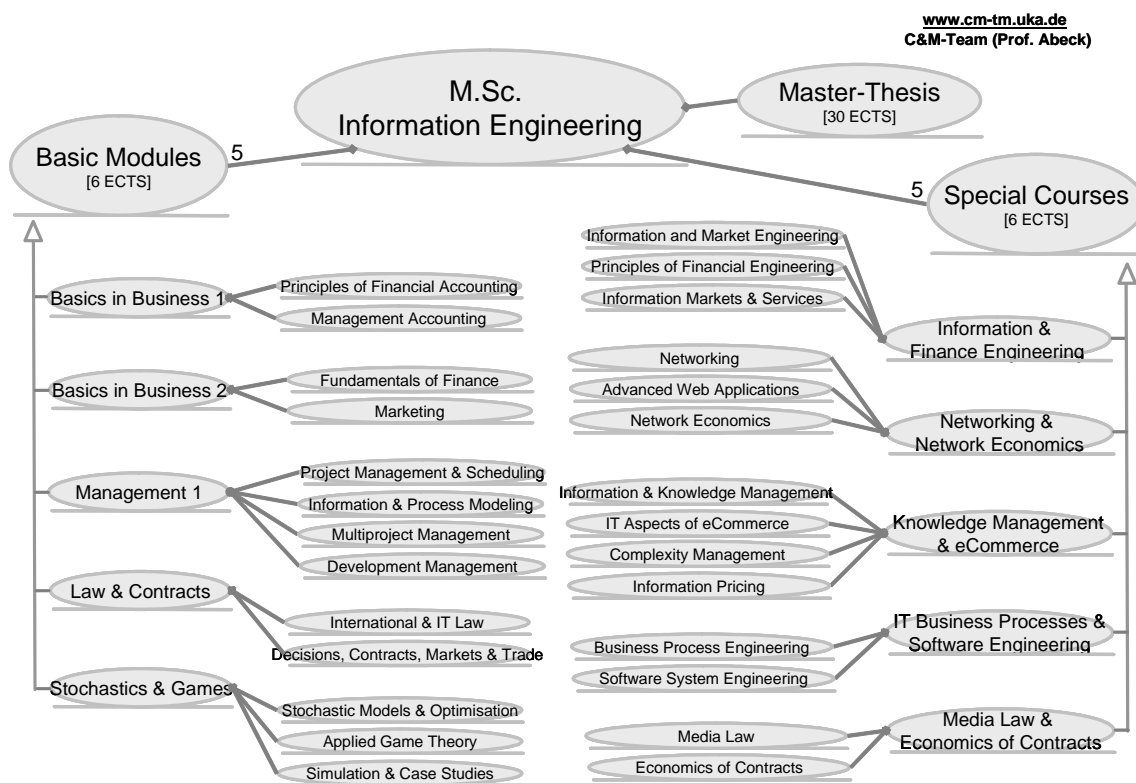 www.cm-tm.uka.de
C&M-Team (Prof. Abeck)
M.Sc.
Information Engineering
Master-Thesis
[30 ECTS]
Basic Modules
[6 ECTS]
5
5
Special Courses
[6 ECTS]
Basics in Business 1
Principles of Financial Accounting
Management Accounting
Basics in Business 2
Fundamentals of Finance
Marketing
Management 1
Project Management & Scheduling
Information & Process Modeling
Multiproject Management
Development Management
Law & Contracts
International & IT Law
Decisions, Contracts, Markets & Trade
Stochastics & Games
Stochastic Models & Optimisation
Applied Game Theory
Simulation & Case Studies
Information and Market Engineering
Principles of Financial Engineering
Information Markets & Services
Information &
Finance Engineering
Networking
Advanced Web Applications
Network Economics
Networking &
Network Economics
Information & Knowledge Management
IT Aspects of eCommerce
Complexity Management
Information Pricing
Knowledge Management
& eCommerce
Business Process Engineering
Software System Engineering
IT Business Processes &
Software Engineering
Media Law
Economics of Contracts
Media Law &
Economics of Contracts